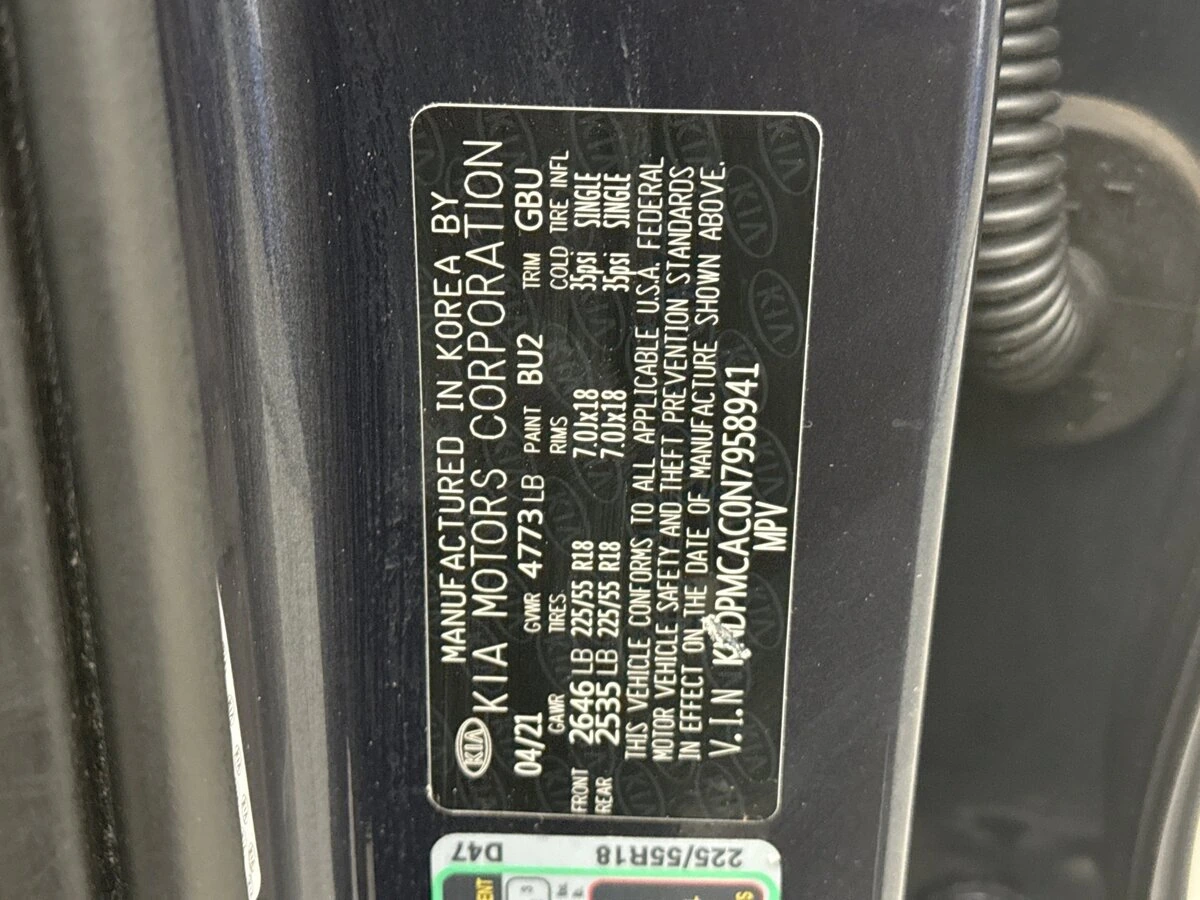 KIA
MANUFACTURED IN KOREA BY
KIA MOTORS CORPORATION
04/21 GVWR 4773 LB PAINT BU2 TRIM GBU
GAWR TIRES RIMS COLD TIRE INFL
FRONT 2646 LB 225/55 R18 7.0Jx18 35psi SINGLE
REAR 2535 LB 225/55 R18 7.0Jx18 35psi SINGLE
THIS VEHICLE CONFORMS TO ALL APPLICABLE U.S.A. FEDERAL
MOTOR VEHICLE SAFETY AND THEFT PREVENTION STANDARDS
IN EFFECT ON THE DATE OF MANUFACTURE SHOWN ABOVE.
V.I.N KNDPMCAC0N7958941
MPV
D47
225/55R18